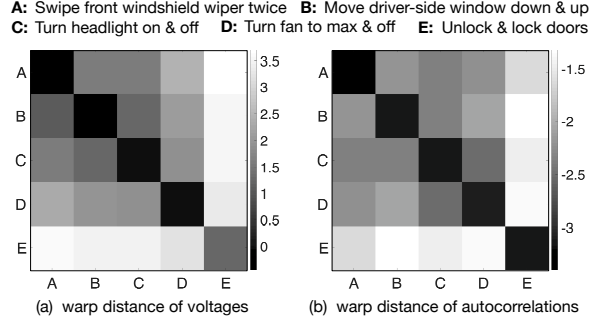 A: Swipe front windshield wiper twice B: Move driver-side window down & up
C: Turn headlight on & off D: Turn fan to max & off E: Unlock & lock doors
A
B
C
D
E
A B C D E
3.5
3
2.5
2
1.5
1
0.5
0
(a) warp distance of voltages
A
B
C
D
E
A B C D E
-1.5
-2
-2.5
-3
(b) warp distance of autocorrelations